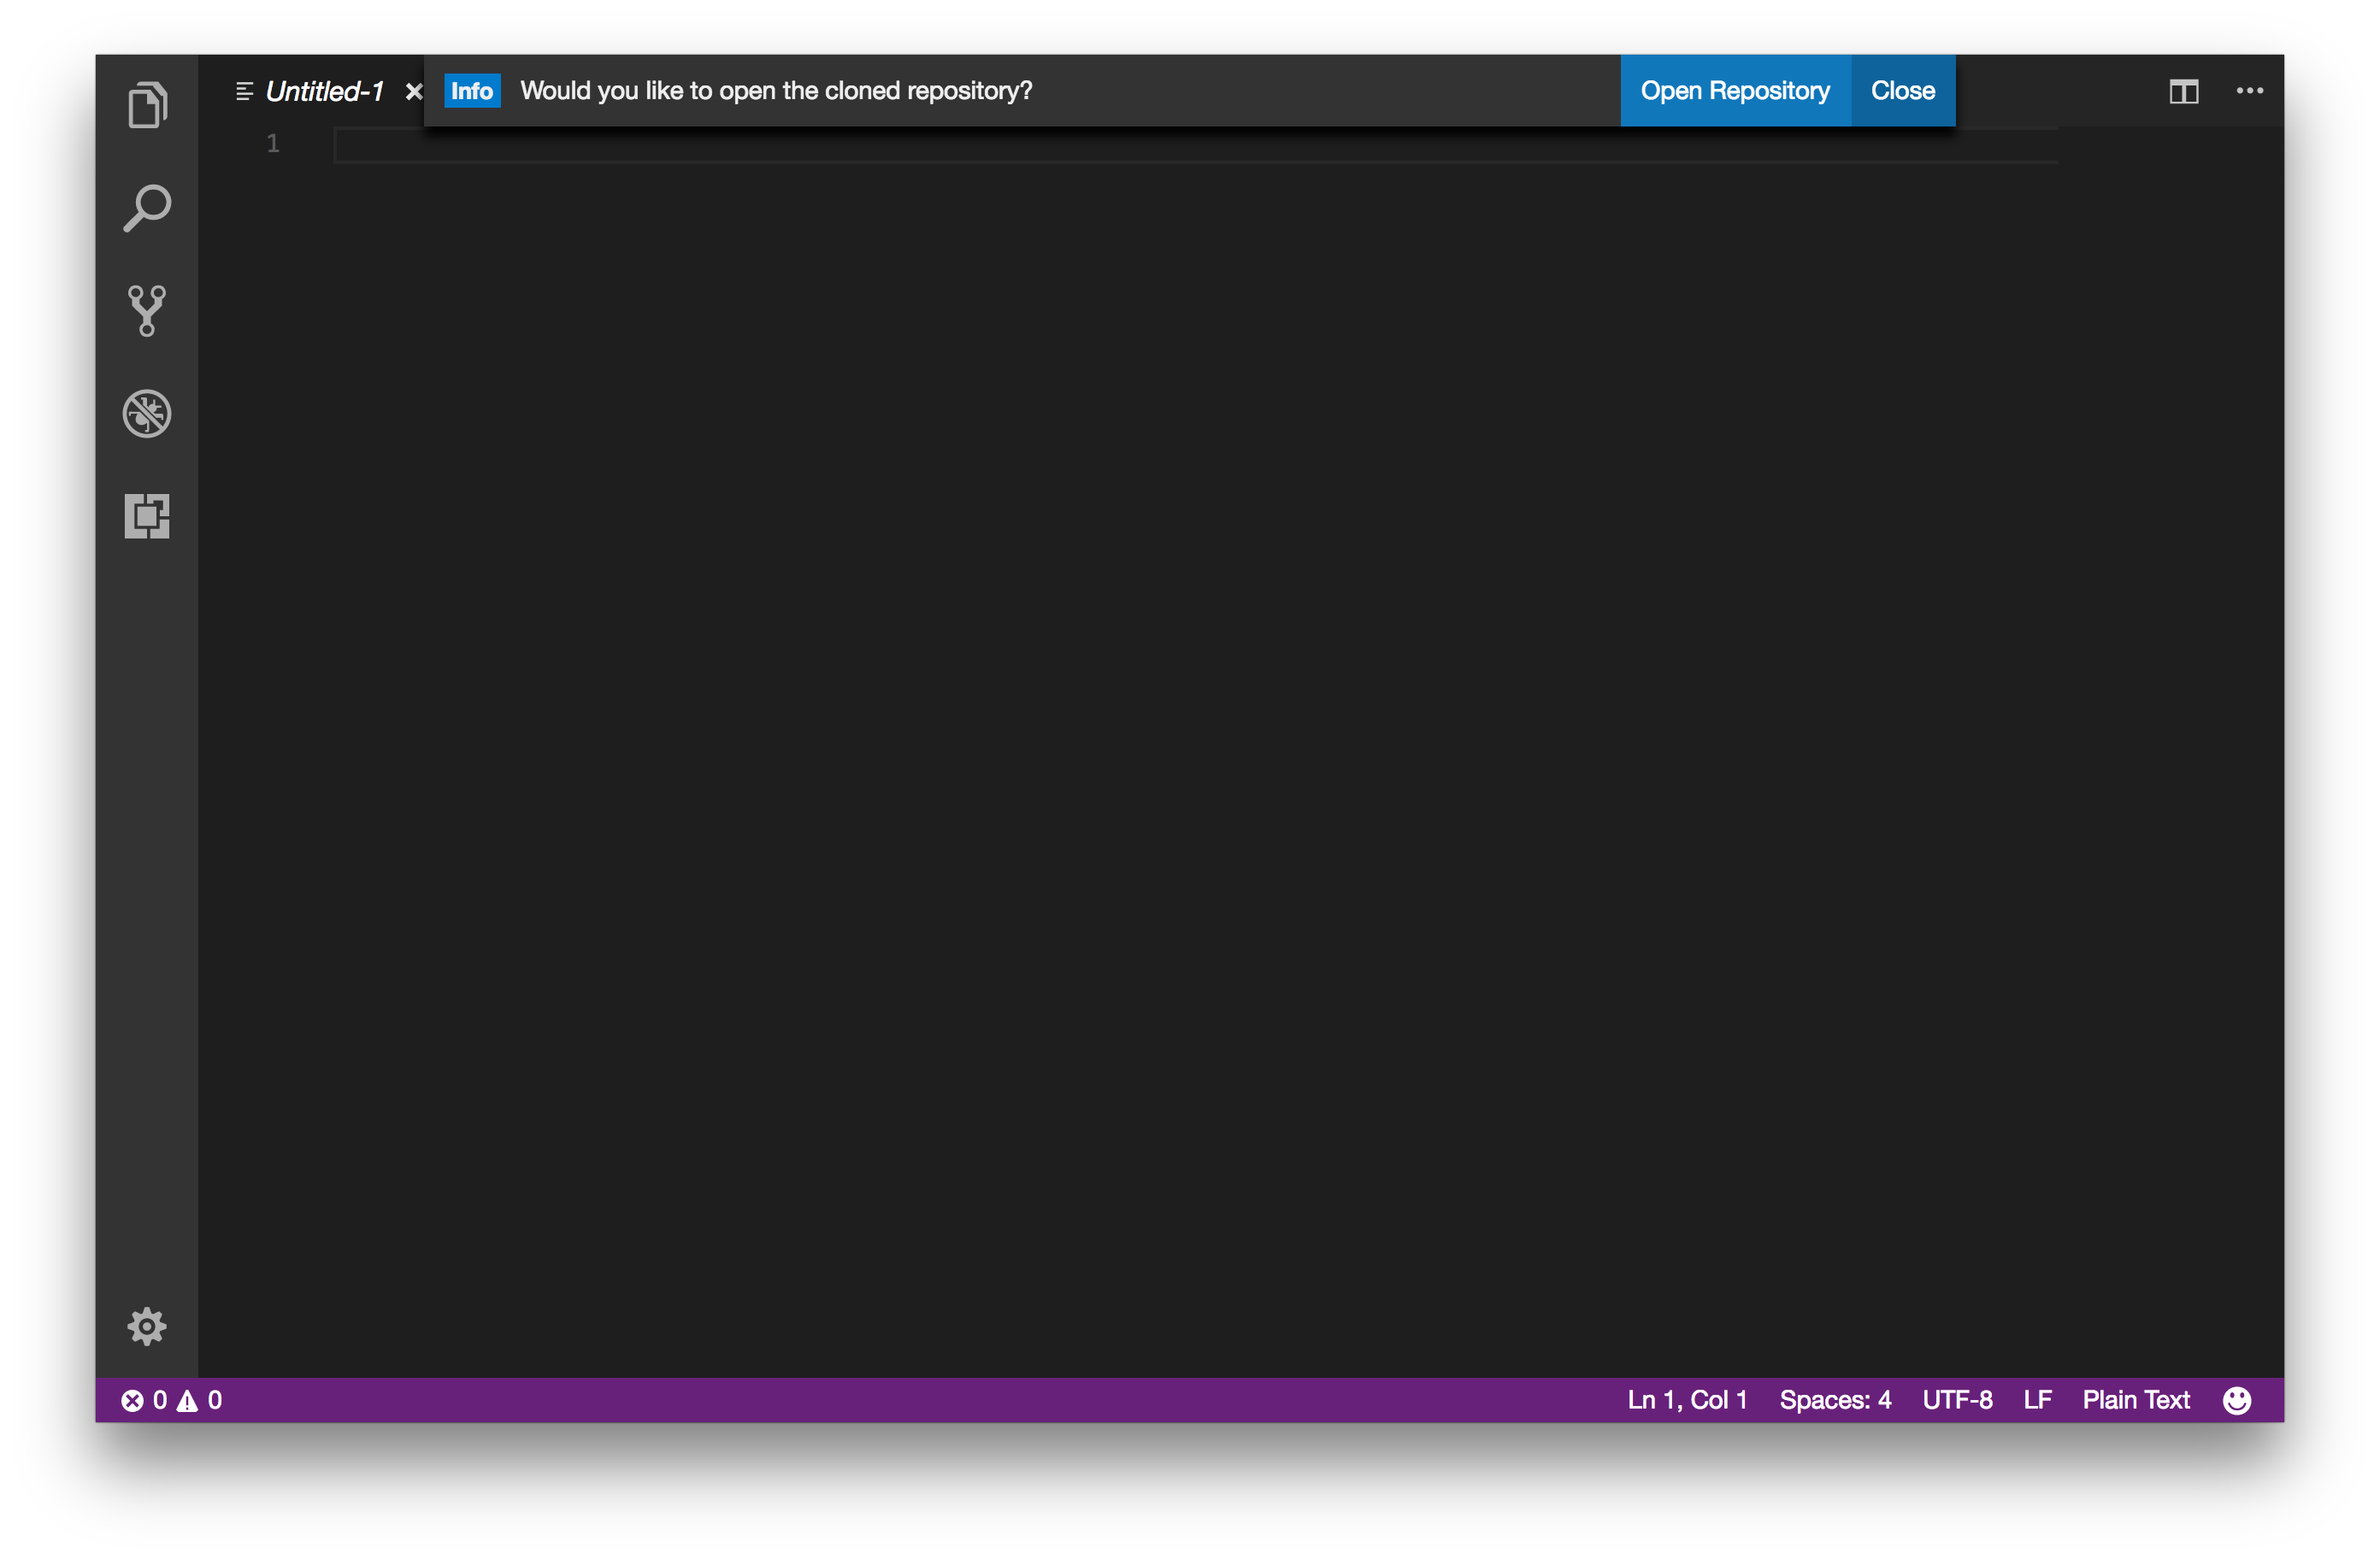 Untitled-1 Info Would you like to open the cloned repository? Open Repository Close
1
0 0 Ln 1, Col 1 Spaces: 4 UTF-8 LF Plain Text